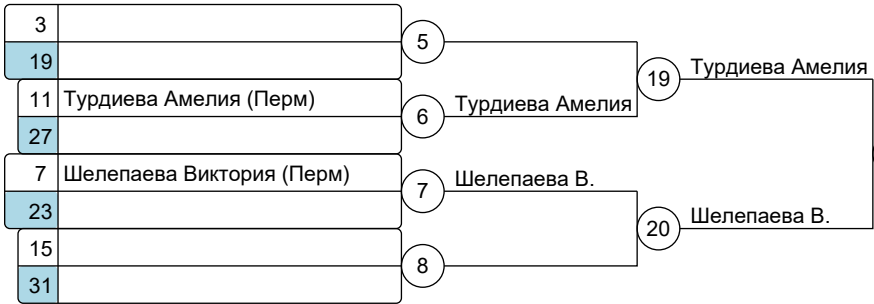 3
5
19
19 Турдиева Амелия
11 Турдиева Амелия (Перм)
6 Турдиева Амелия
27
7 Шелепаева Виктория (Перм)
7 Шелепаева В.
23
20 Шелепаева В.
15
8
31